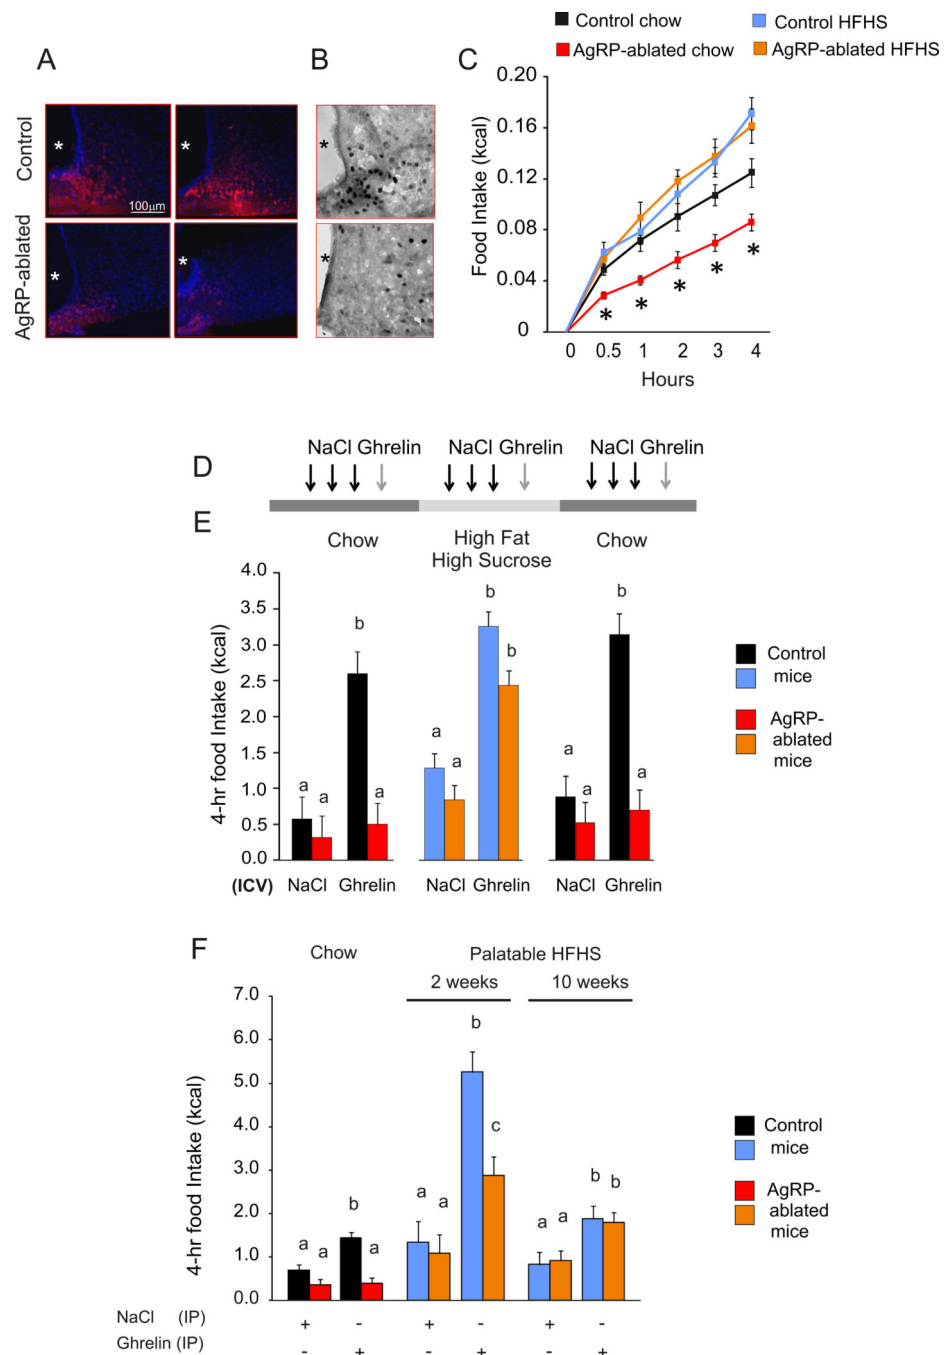 Control chow
Control HFHS
AgRP-ablated chow
AgRP-ablated HFHS
A
B
C
Control
AgRP-ablated
*
*
100µm
*
*
*
*
Food Intake (kcal)
0.20
0.16
0.12
0.08
0.04
0
* * * * *
0 0.5 1 2 3 4
Hours
D
NaCl Ghrelin
NaCl Ghrelin
NaCl Ghrelin
E
Chow
High Fat
High Sucrose
Chow
4-hr food Intake (kcal)
4.0
3.5
3.0
2.5
2.0
1.5
1.0
0.5
0.0
a a b a
a a b b
a a b a
(ICV) NaCl Ghrelin NaCl Ghrelin NaCl Ghrelin
Control
mice
AgRP-
ablated
mice
F
Chow
Palatable HFHS
2 weeks
10 weeks
4-hr food Intake (kcal)
7.0
6.0
5.0
4.0
3.0
2.0
1.0
0.0
a a b a
a a b c
a a b b
NaCl (IP) + - + - + -
Ghrelin (IP) - + - + - +
Control
mice
AgRP-
ablated
mice